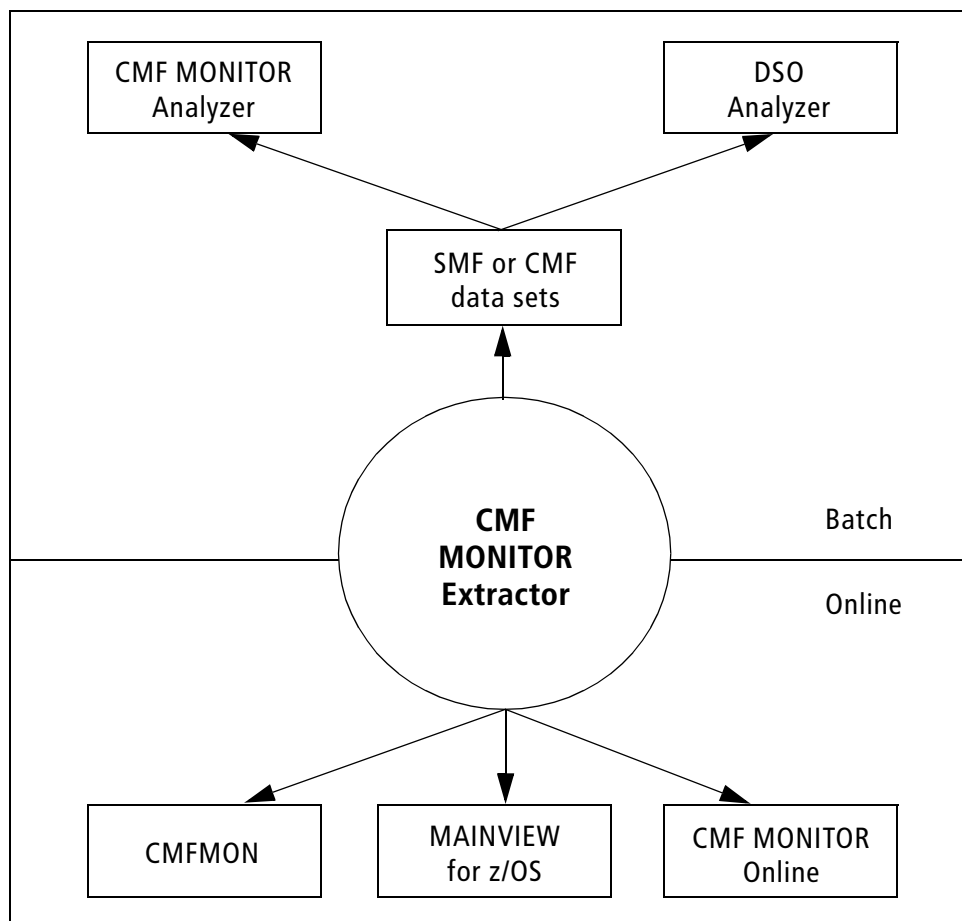 CMF MONITOR
Analyzer
DSO
Analyzer
SMF or CMF
data sets
CMF
MONITOR
Extractor
Batch
Online
CMFMON
MAINVIEW
for z/OS
CMF MONITOR
Online